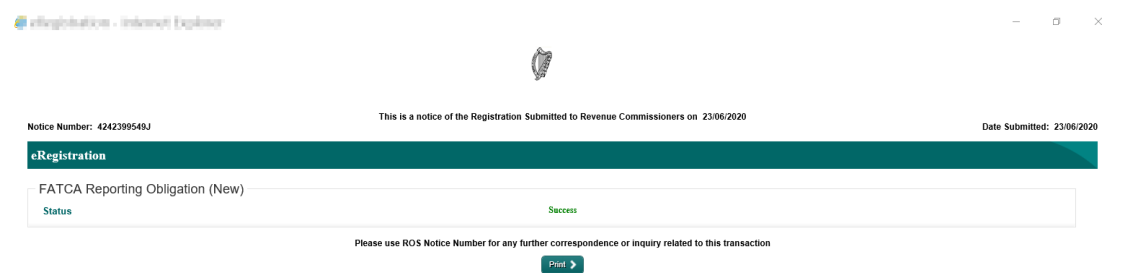 This is a notice of the Registration Submitted to Revenue Commissioners on 23/06/2020
Notice Number: 4242399549J
Date Submitted: 23/06/2020
eRegistration
FATCA Reporting Obligation (New)
Status
Success
Please use ROS Notice Number for any further correspondence or inquiry related to this transaction
Print